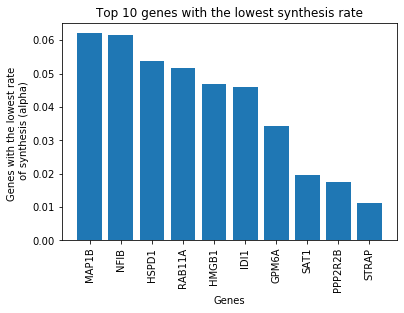 Top 10 genes with the lowest synthesis rate
Genes with the lowest rate
of synthesis (alpha)
0.06
0.05
0.04
0.03
0.02
0.01
0.00
MAP1B
NFIB
HSPD1
RAB11A
HMGB1
IDI1
GPM6A
SAT1
PPP2R2B
STRAP
Genes